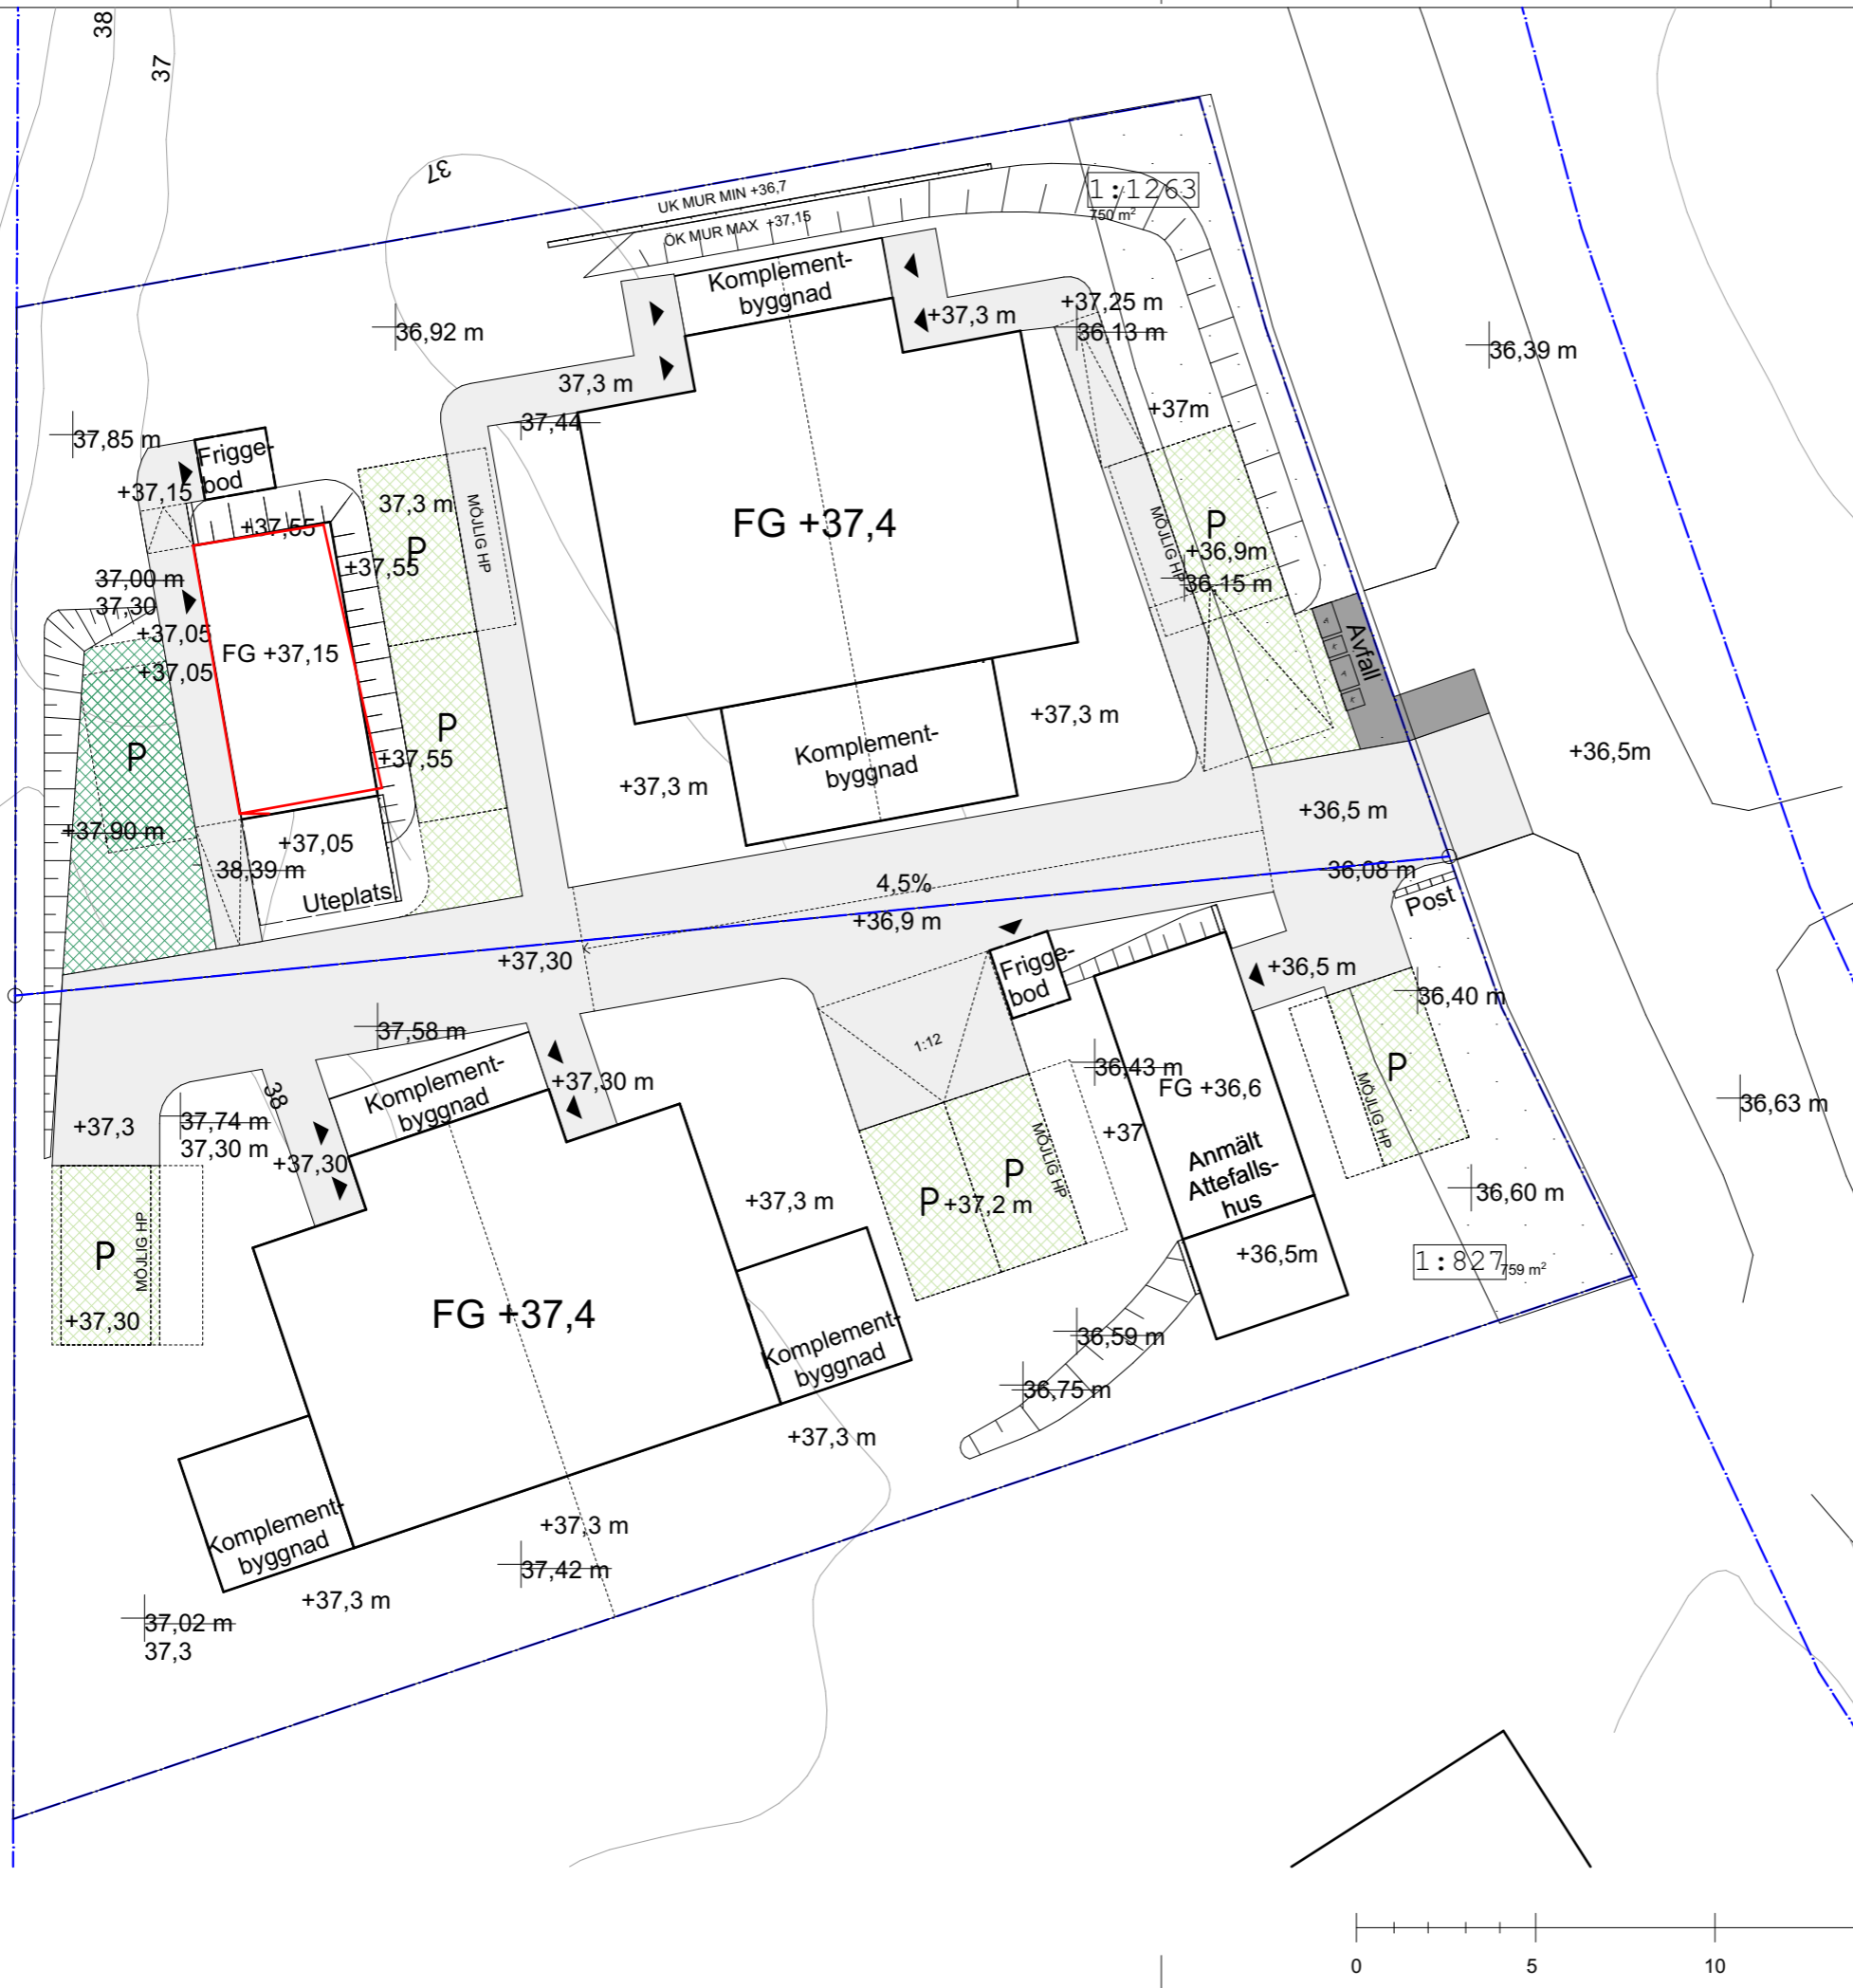 38
37
37
UK MUR MIN +36,7
ÖK MUR MAX +37,15
1:1263
750 m²
Komplement-
byggnad
+37,3 m
+37,25 m
36,13 m
36,92 m
36,39 m
37,3 m
37,44
+37m
37,85 m
Frigge-
bod
+37,15
37,3 m
MÖJLIG HP
+37,55
P
+37,55
FG +37,4
MÖJLIG HP
P
+36,9m
36,15 m
37,00 m
37,30
+37,05
+37,05
FG +37,15
Avfall
P
P
+37,55
+37,3 m
+37,3 m
Komplement-
byggnad
+36,5m
+36,5 m
+37,90 m
+37,05
38,39 m
Uteplats
4,5%
36,08 m
Post
+36,9 m
+37,30
Frigge-
bod
+36,5 m
36,40 m
37,58 m
1:12
36,43 m
FG +36,6
P
MÖJLIG HP
36,63 m
38
Komplement-
byggnad
+37,30 m
+37,3
37,74 m
37,30 m
+37,30
+37
MÖJLIG HP
P
P
+37,2 m
Anmält
Attefalls-
hus
36,60 m
+37,3 m
P
MÖJLIG HP
+37,30
+36,5m
1:827
759 m²
FG +37,4
Komplement-
byggnad
36,59 m
36,75 m
+37,3 m
Komplement-
byggnad
+37,3 m
37,42 m
+37,3 m
37,02 m
37,3
0
5
10